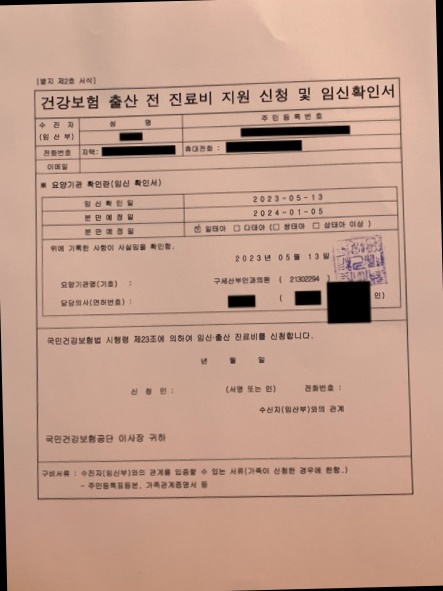 [별지 제2호 서식]
건강보험 출산 전 진료비 지원 신청 및 임신확인서
수 진 자 (임 산 부)
성 명
주 민 등 록 번 호
전화번호
자택:
휴대전화 :
이메일
※ 요양기관 확인란(임신 확인서)
임 신 확 인 일
2023-05-13
분 만 예 정 일
2024-01-05
분 만 예 정 일
☑ 일태아 □ 다태아 (□ 쌍태아 □ 삼태아 이상 )
위에 기록한 사항이 사실임을 확인함.
2023년 05월 13일
요양기관명(기호) :
구세산부인과의원 ( 21302294 )
담당의사(면허번호) :
(
인)
국민건강보험법 시행령 제23조에 의하여 임신·출산 진료비를 신청합니다.
년 월 일
신 청 인 :
(서명 또는 인)
전화번호 :
수신자(임산부)와의 관계
국민건강보험공단 이사장 귀하
구비서류 : 수진자(임산부)와의 관계를 입증할 수 있는 서류(가족이 신청한 경우에 한함.)
- 주민등록표등본, 가족관계증명서 등